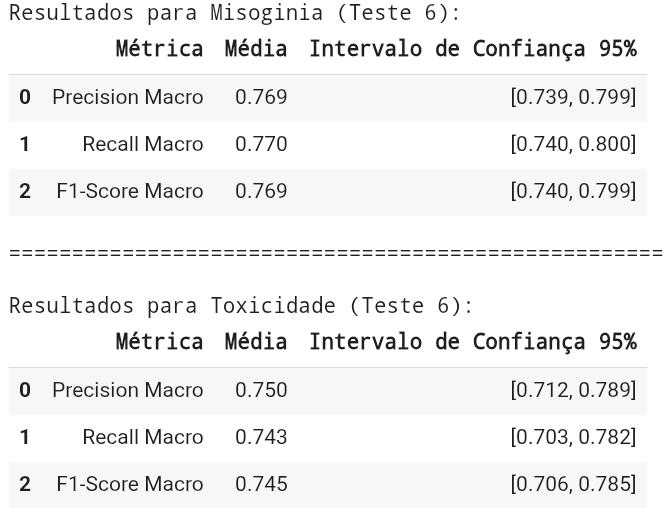 Resultados para Misoginia (Teste 6):
Métrica Média Intervalo de Confiança 95%
0 Precision Macro 0.769 [0.739, 0.799]
1 Recall Macro 0.770 [0.740, 0.800]
2 F1-Score Macro 0.769 [0.740, 0.799]
====================================================
Resultados para Toxicidade (Teste 6):
Métrica Média Intervalo de Confiança 95%
0 Precision Macro 0.750 [0.712, 0.789]
1 Recall Macro 0.743 [0.703, 0.782]
2 F1-Score Macro 0.745 [0.706, 0.785]